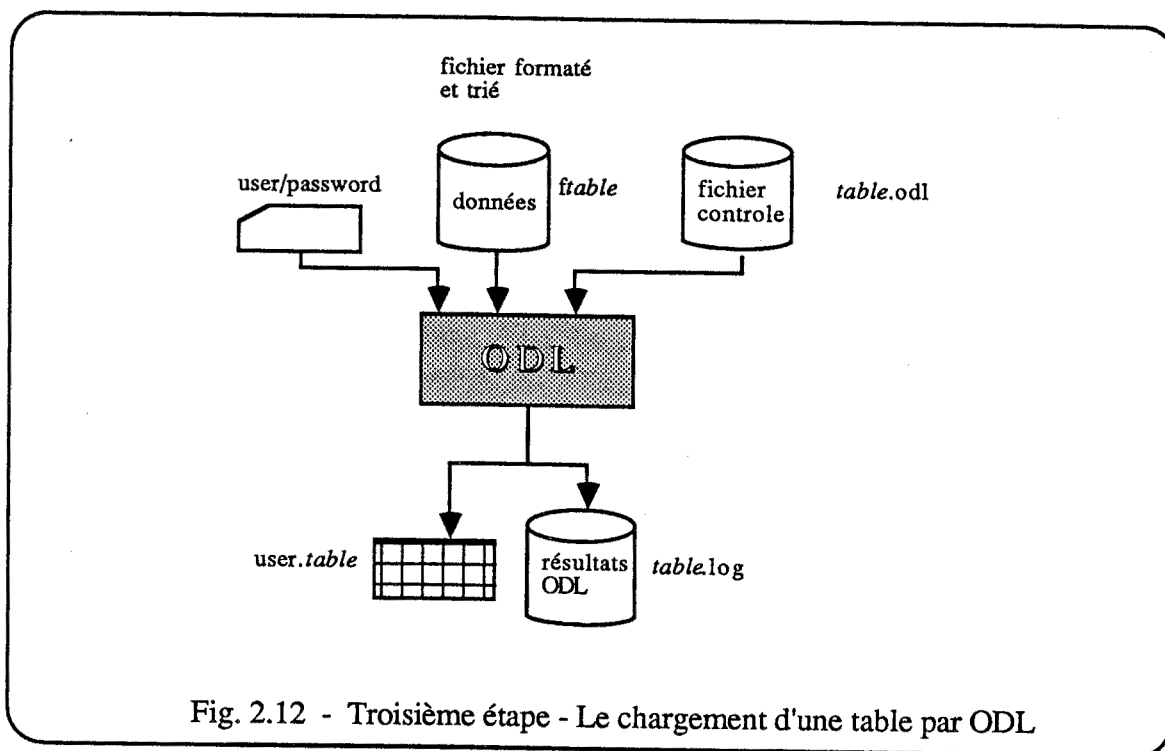 fichier formaté
et trié
user/password
données
ftable
fichier
controle
table.odl
ODL
user.table
résultats
ODL
table.log
Fig. 2.12 - Troisième étape - Le chargement d'une table par ODL